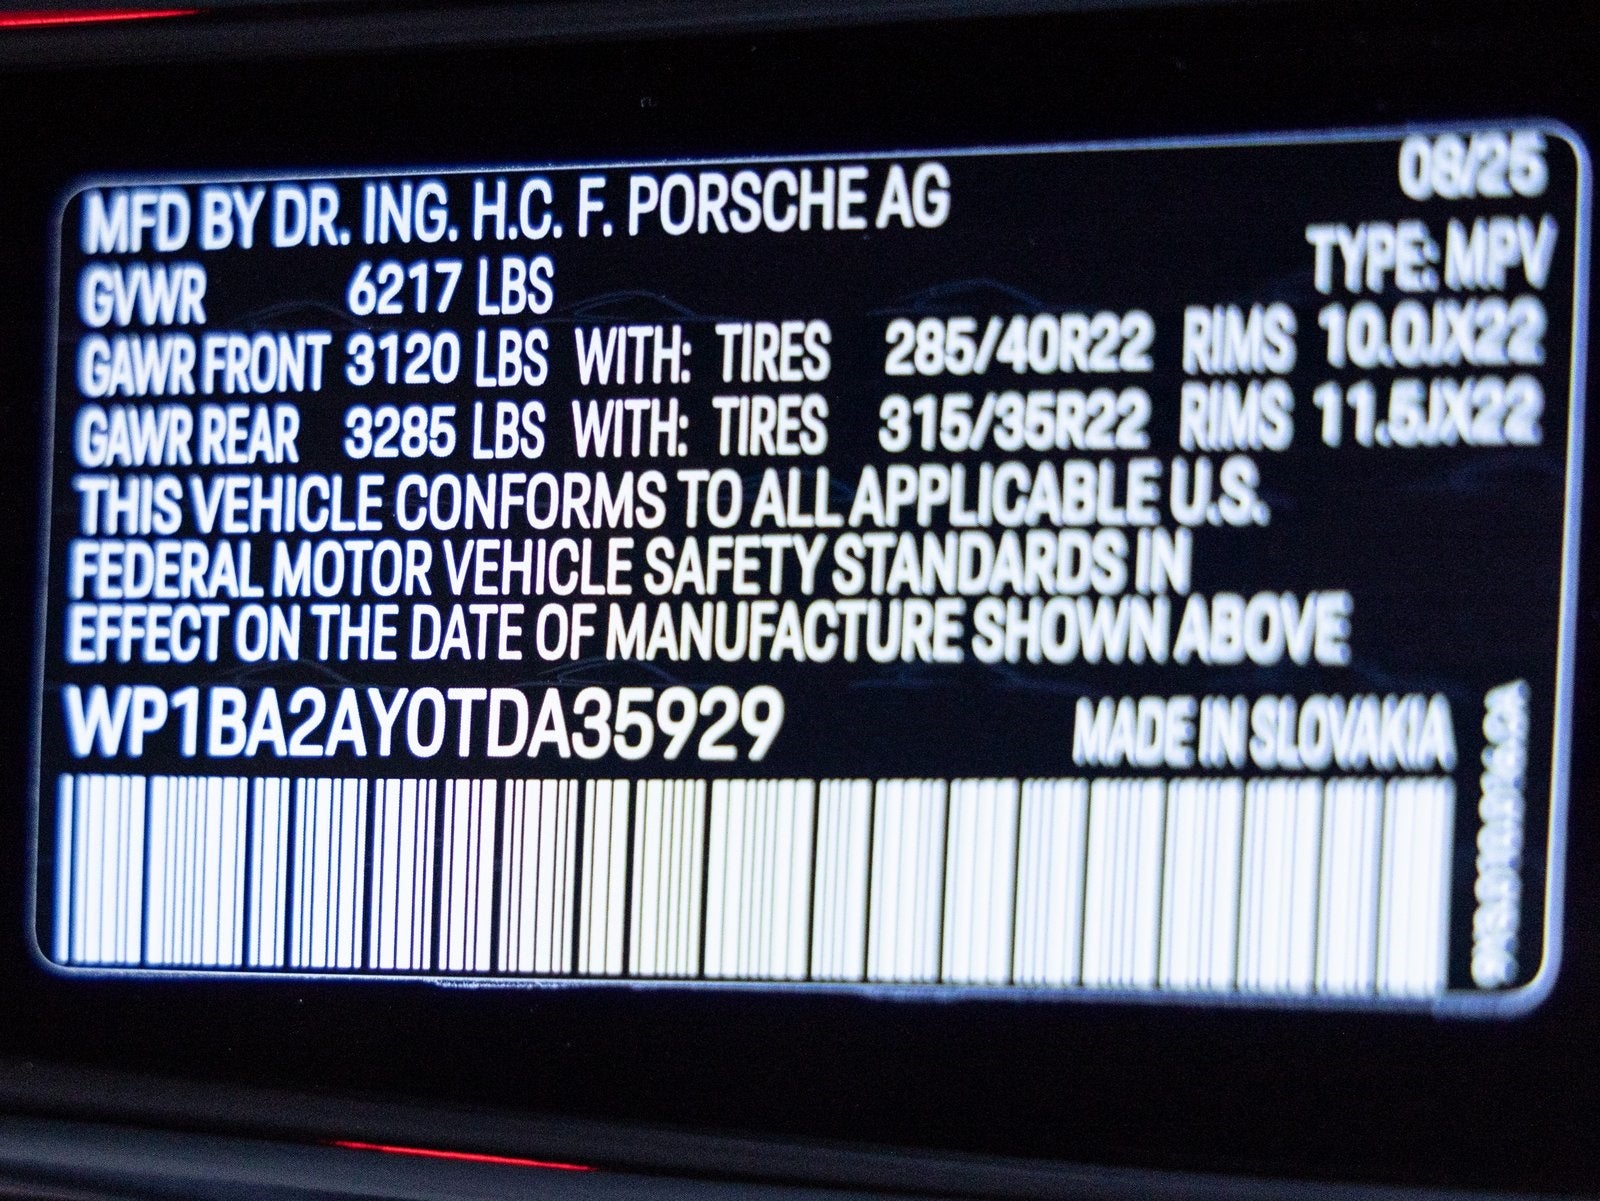 08/25
MFD BY DR. ING. H.C. F. PORSCHE AG
TYPE: MPV
GVWR 6217 LBS
GAWR FRONT 3120 LBS WITH: TIRES 285/40R22 RIMS 10.0JX22
GAWR REAR 3285 LBS WITH: TIRES 315/35R22 RIMS 11.5JX22
THIS VEHICLE CONFORMS TO ALL APPLICABLE U.S.
FEDERAL MOTOR VEHICLE SAFETY STANDARDS IN
EFFECT ON THE DATE OF MANUFACTURE SHOWN ABOVE
WP1BA2AY0TDA35929
MADE IN SLOVAKIA